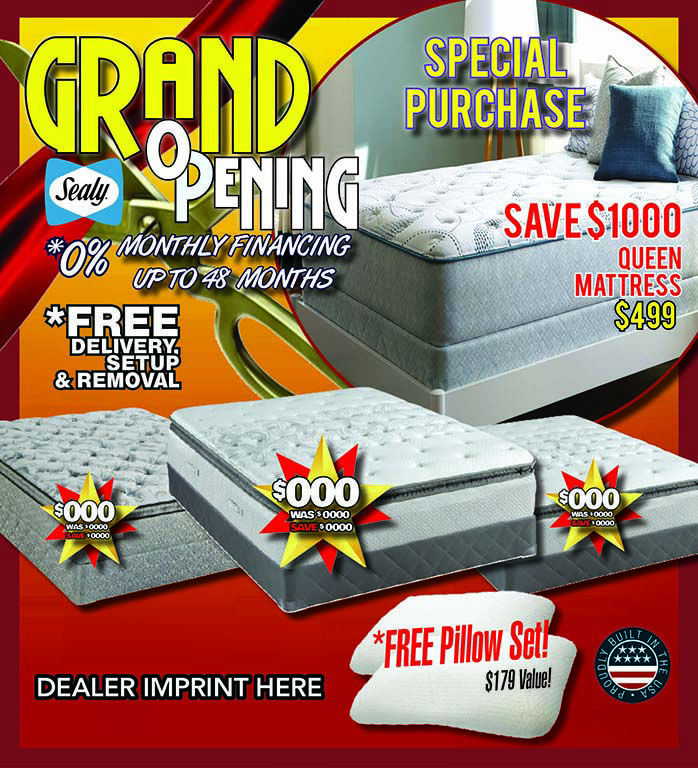 GRAND
OPENING
Sealy
*0% MONTHLY FINANCING
UP TO 48 MONTHS
*FREE
DELIVERY,
SETUP
& REMOVAL
SPECIAL
PURCHASE
SAVE $1000
QUEEN
MATTRESS
$499
$000
WAS $0000
SAVE $0000
$000
WAS $0000
SAVE $0000
$000
WAS $0000
SAVE $0000
*FREE Pillow Set!
$179 Value!
PROUDLY BUILT IN THE USA
DEALER IMPRINT HERE